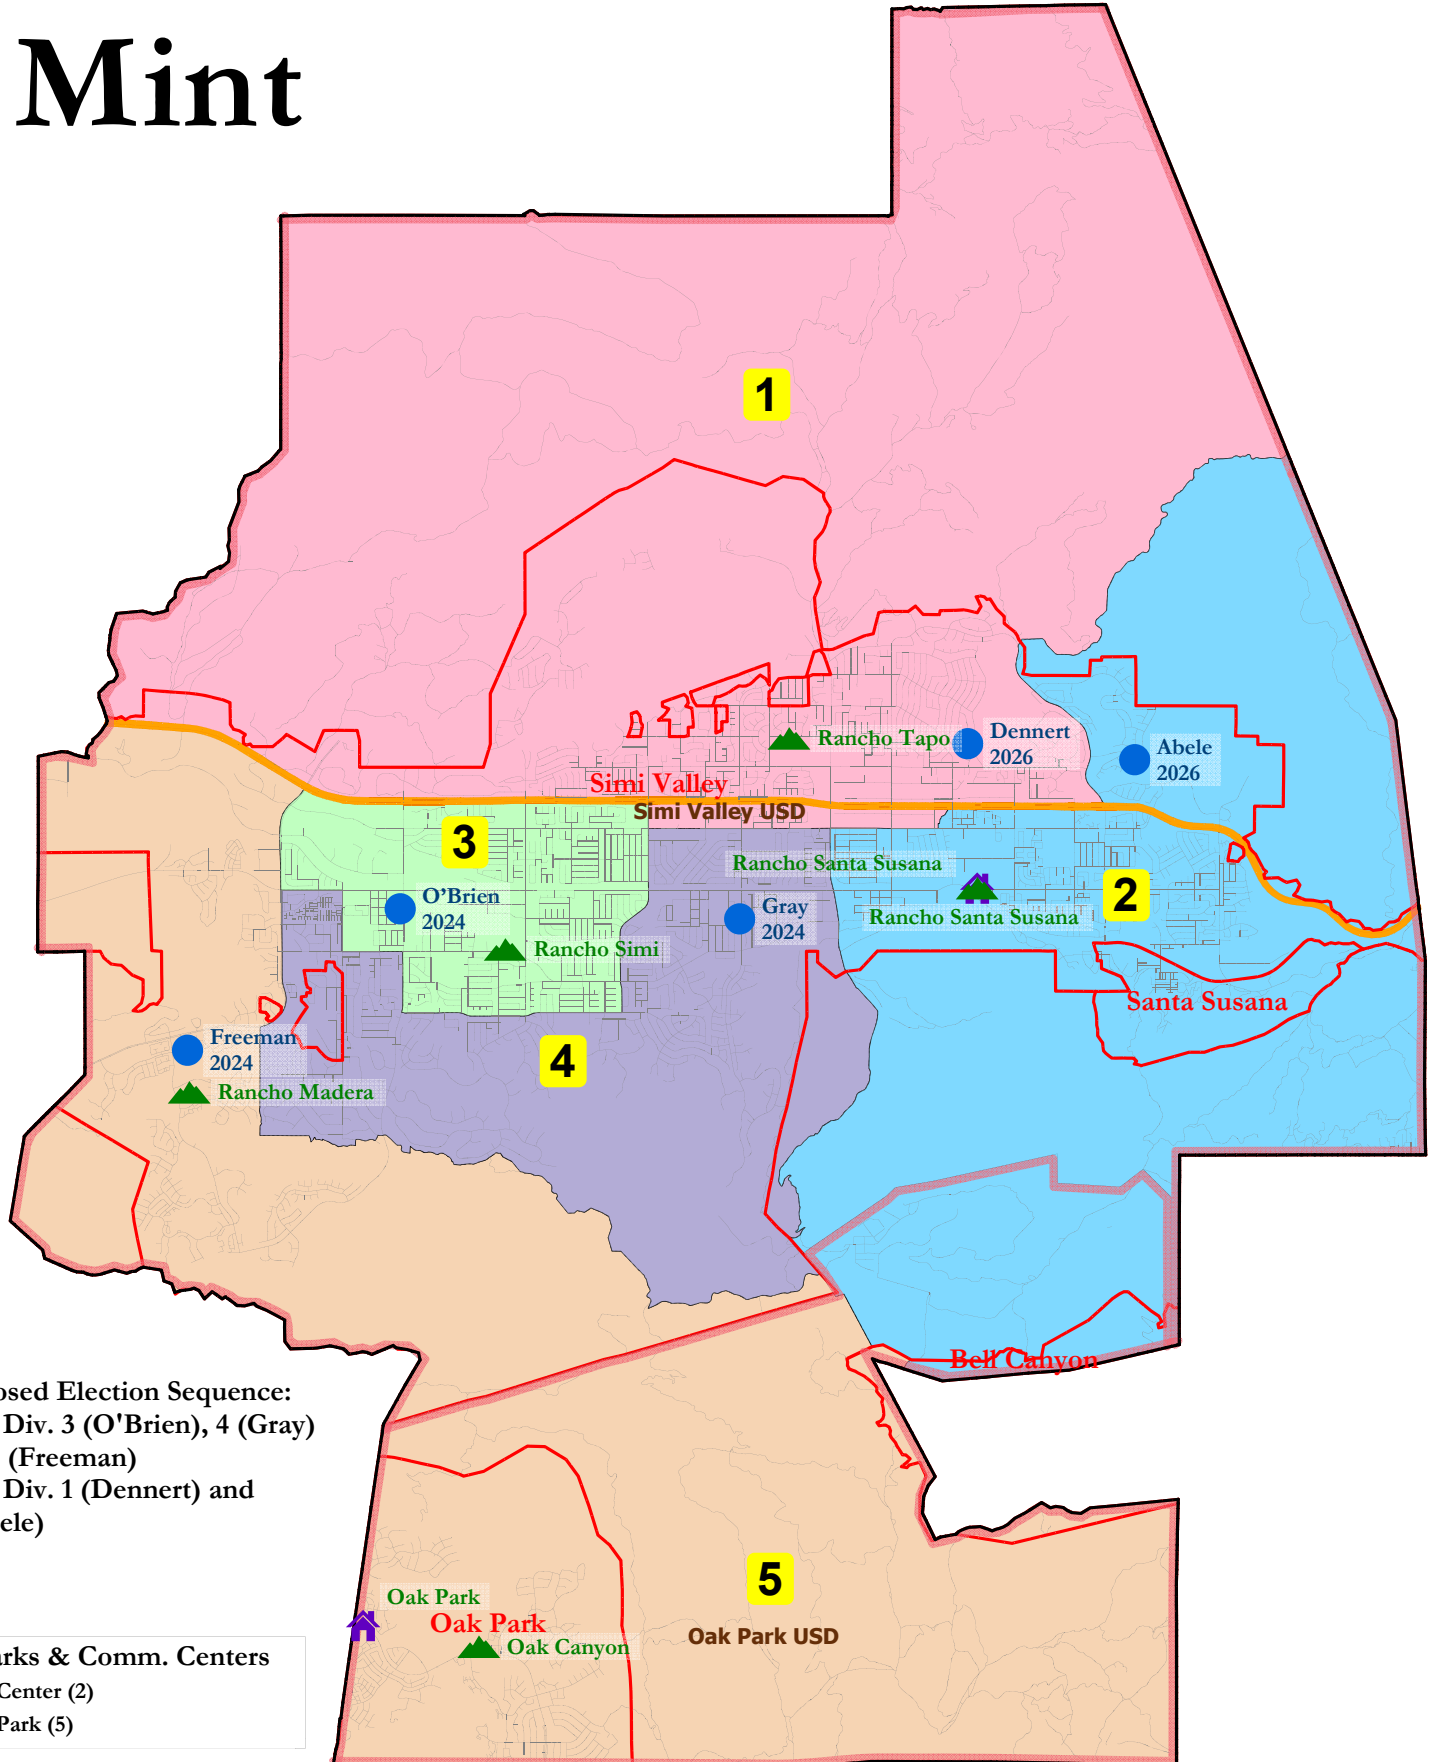 Mint
1
Rancho Tapo
Dennert
2026
Abele
2026
Simi Valley
Simi Valley USD
3
Rancho Santa Susana
2
O'Brien
2024
Gray
2024
Rancho Santa Susana
Rancho Simi
Santa Susana
Freeman
2024
4
Rancho Madera
Bell Canyon
osed Election Sequence:
Div. 3 (O'Brien), 4 (Gray)
(Freeman)
Div. 1 (Dennert) and
ele)
5
Oak Park
Oak Park
Oak Park USD
Oak Canyon
arks & Comm. Centers
Center (2)
Park (5)